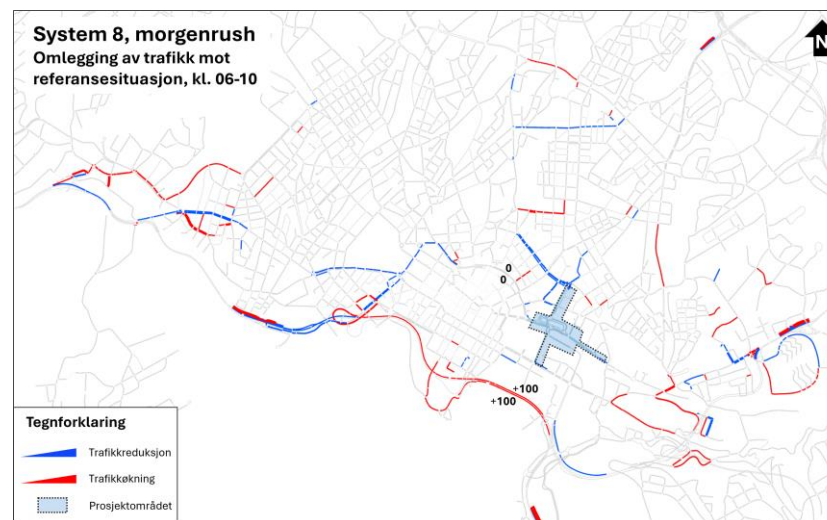 System 8, morgenrush
Omlegging av trafikk mot
referansesituasjon, kl. 06-10
N
0
0
+100
+100
Tegnforklaring
Trafikkreduksjon
Trafikkøkning
Prosjektområdet